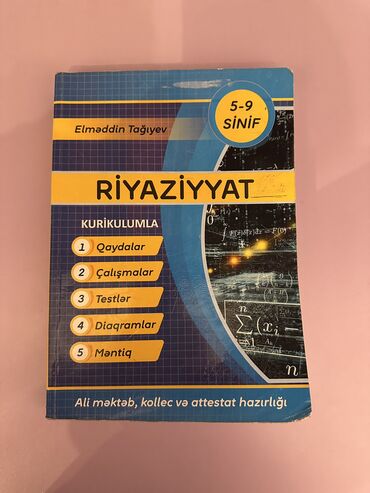 Elməddin Tağıyev
5-9
SİNİF
RİYAZİYYAT
KURİKULUMLA
1 Qaydalar
2 Çalışmalar
3 Testlər
4 Diaqramlar
5 Məntiq
Ali məktəb, kollec və attestat hazırlığı